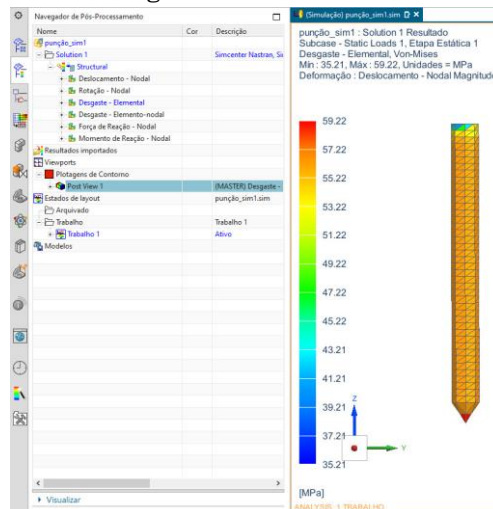 Navegador de Pós-Processamento
Nome Cor Descrição
punção_sim1
Solution 1 Simcenter Nastran, Si
Structural
Deslocamento - Nodal
Rotação - Nodal
Desgaste - Elemental
Desgaste - Elemento-nodal
Força de Reação - Nodal
Momento de Reação - Nodal
Resultados importados
Viewports
Plotagens de Contorno
Post View 1 (MASTER) Desgaste -
Estados de layout punção_sim1.sim
Arquivado
Trabalho Trabalho 1
Trabalho 1 Ativo
Modelos
Visualizar
(Simulação) punção_sim1.sim
punção_sim1 : Solution 1 Resultado
Subcase - Static Loads 1, Etapa Estática 1
Desgaste - Elemental, Von-Mises
Mín : 35.21, Máx : 59.22, Unidades = MPa
Deformação : Deslocamento - Nodal Magnitude
59.22
57.22
55.22
53.22
51.22
49.22
47.22
45.22
43.21
41.21
39.21
37.21
35.21
Z
Y
[MPa]
ANALYSIS: 1 TRABALHO